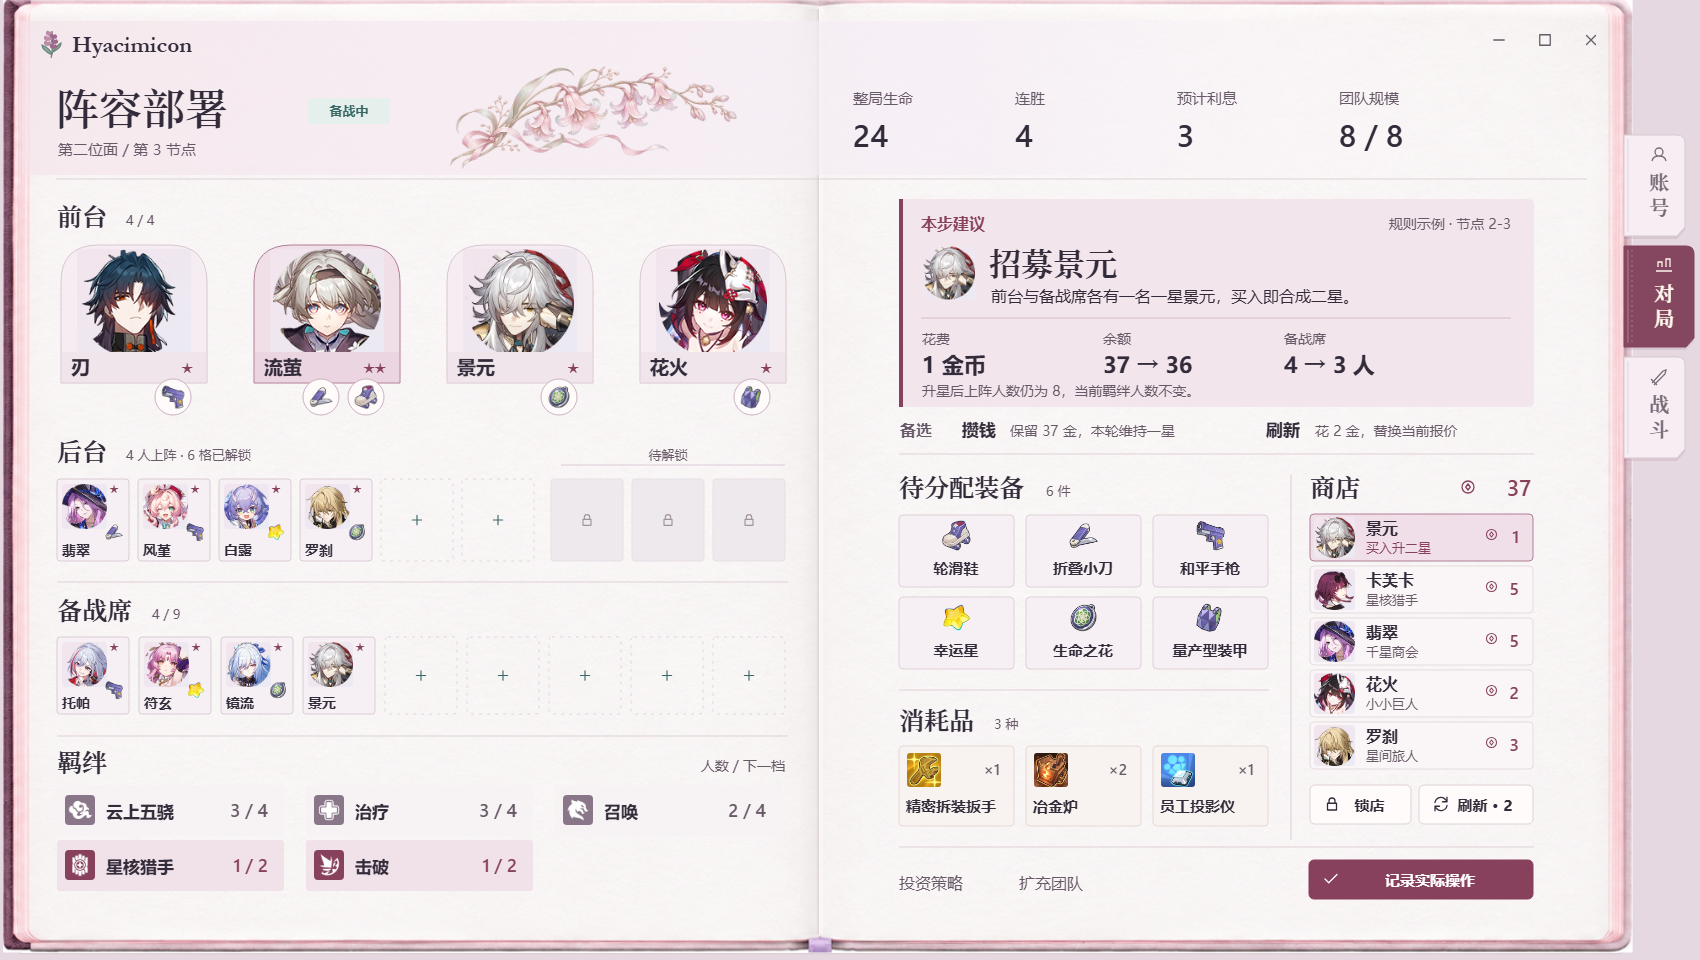 Hyacimicon
阵容部署
备战中
第二位面 / 第 3 节点
整局生命
24
连胜
4
预计利息
3
团队规模
8 / 8
账号
对局
战斗
前台 4 / 4
刃 ★
流萤 ★★
景元 ★
花火 ★
后台 4 人上阵 · 6 格已解锁
待解锁
翡翠 ★
风堇 ★
白露 ★
罗刹 ★
+
+
备战席 4 / 9
托帕 ★
符玄 ★
镜流 ★
景元 ★
+
+
+
+
+
羁绊
人数 / 下一档
云上五骁 3 / 4
治疗 3 / 4
召唤 2 / 4
星核猎手 1 / 2
击破 1 / 2
本步建议
规则示例 · 节点 2-3
招募景元
前台与备战席各有一名一星景元，买入即合成二星。
花费
1 金币
余额
37 → 36
备战席
4 → 3 人
升星后上阵人数仍为 8，当前羁绊人数不变。
备选 攒钱 保留 37 金，本轮维持一星
刷新 花 2 金，替换当前报价
待分配装备 6 件
轮滑鞋
折叠小刀
和平手枪
幸运星
生命之花
量产型装甲
消耗品 3 种
×1
精密拆装扳手
×2
冶金炉
×1
员工投影仪
商店 37
景元
买入升二星
1
卡芙卡
星核猎手
5
翡翠
千星商会
5
花火
小小巨人
2
罗刹
星间旅人
3
锁店
刷新 • 2
投资策略
扩充团队
记录实际操作